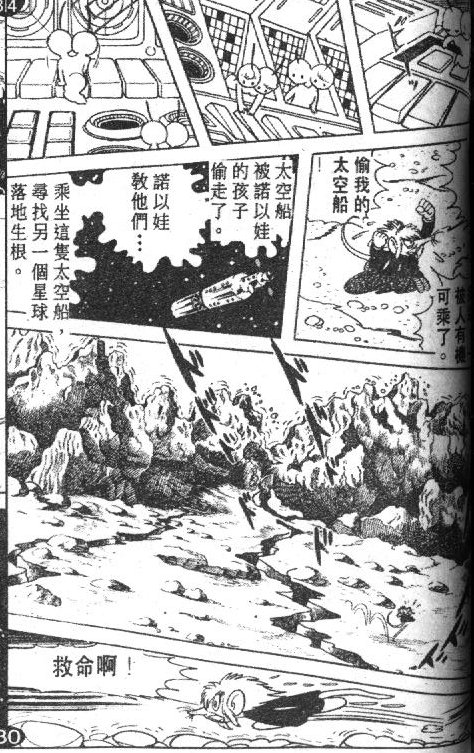 被人有機
可乘了。
偷我的
太空船
！
太空船
被諾以娃
的孩子
偷走了。
諾以娃
教他們…
乘坐這隻太空船，
尋找另一個星球
落地生根。
救命啊！
30